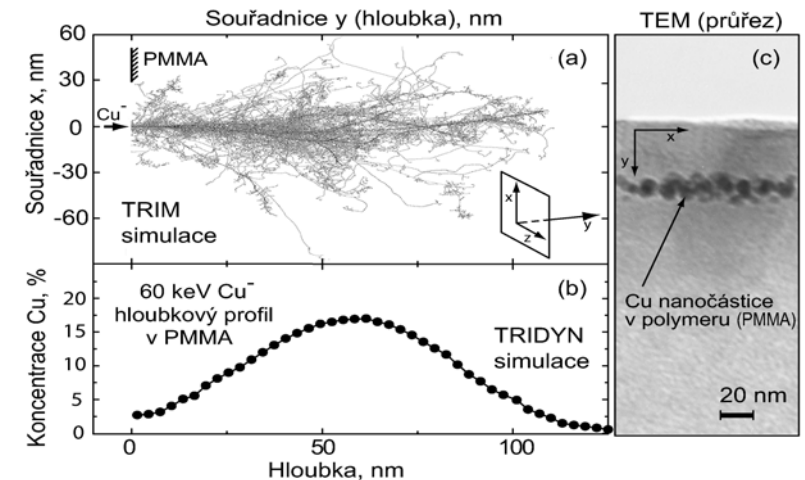 Souřadnice y (hloubka), nm
TEM (průřez)
Souřadnice x, nm
60
30
0
-30
-60
PMMA
Cu⁻
(a)
TRIM
simulace
x
z
y
(c)
x
y
Cu nanočástice
v polymeru (PMMA)
20 nm
Koncentrace Cu, %
20
15
10
5
0
60 keV Cu⁻
hloubkový profil
v PMMA
(b)
TRIDYN
simulace
0
50
100
Hloubka, nm